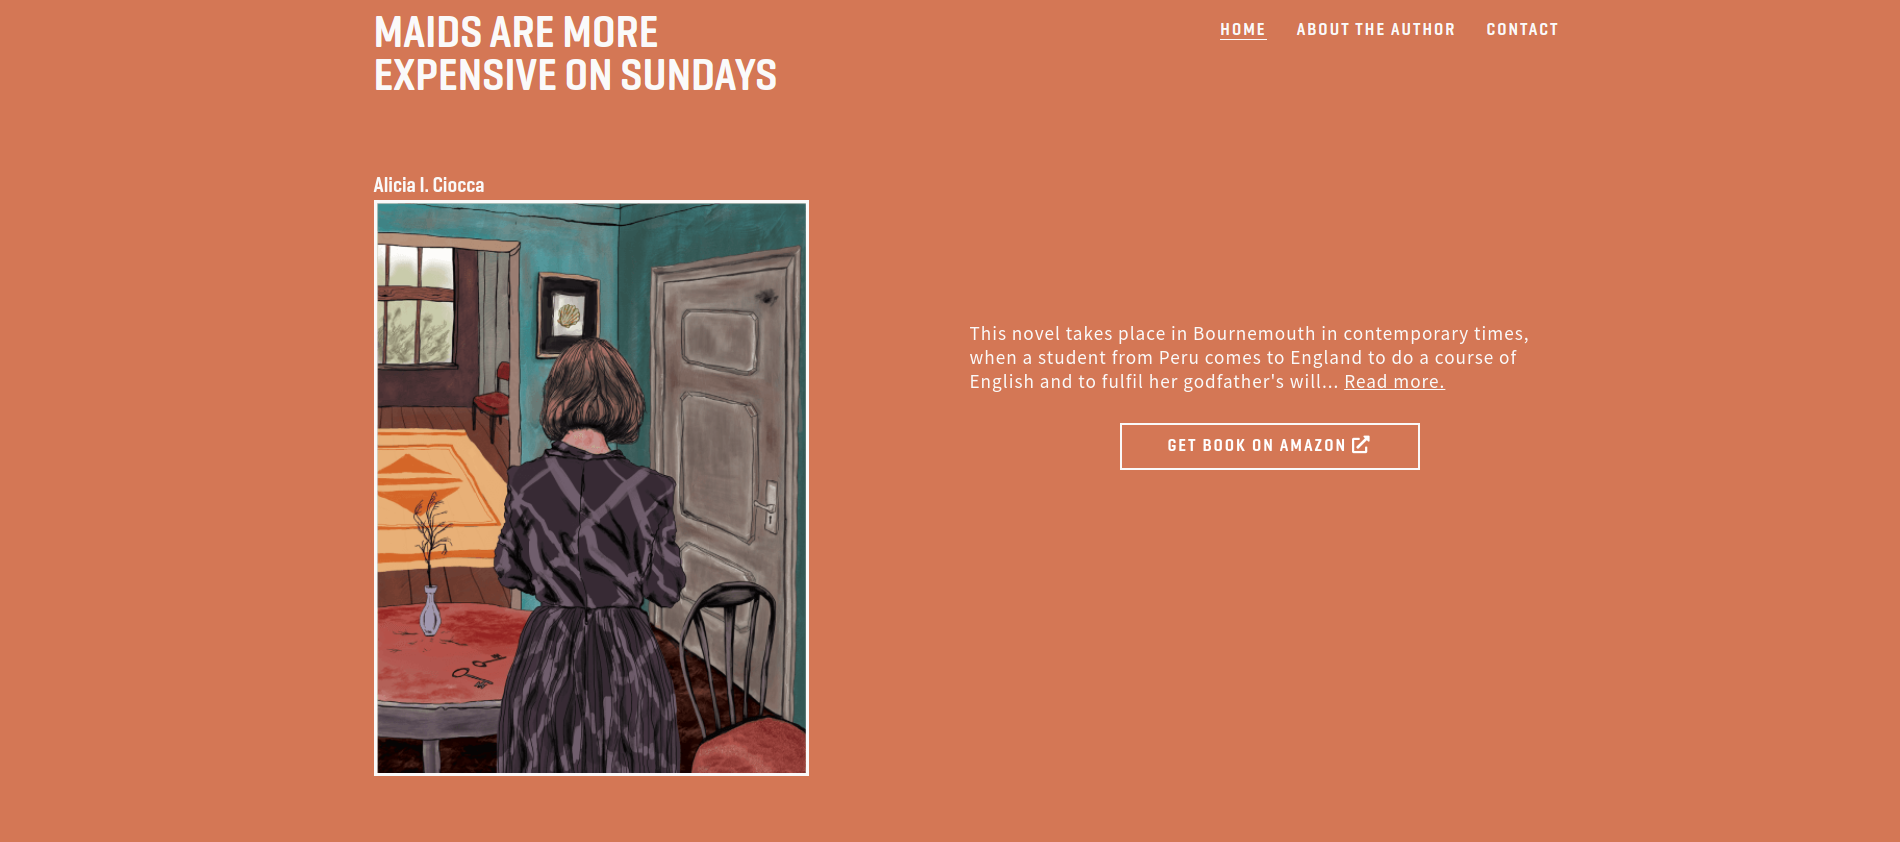 MAIDS ARE MORE
EXPENSIVE ON SUNDAYS
HOME ABOUT THE AUTHOR CONTACT
Alicia I. Ciocca
This novel takes place in Bournemouth in contemporary times,
when a student from Peru comes to England to do a course of
English and to fulfil her godfather's will... Read more.
GET BOOK ON AMAZON